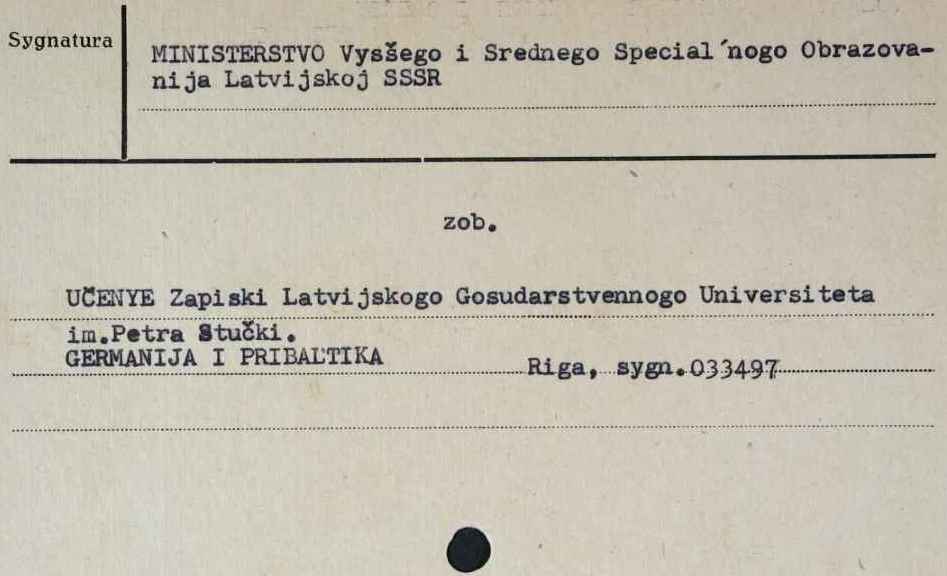 Sygnatura
MINISTERSTVO Vysšego i Srednego Special´nogo Obrazova-
nija Latvijskoj SSSR
zob.
UČENYE Zapiski Latvijskogo Gosudarstvennogo Universiteta
im.Petra Stučki.
GERMANIJA I PRIBALTIKA
Riga, sygn.033497